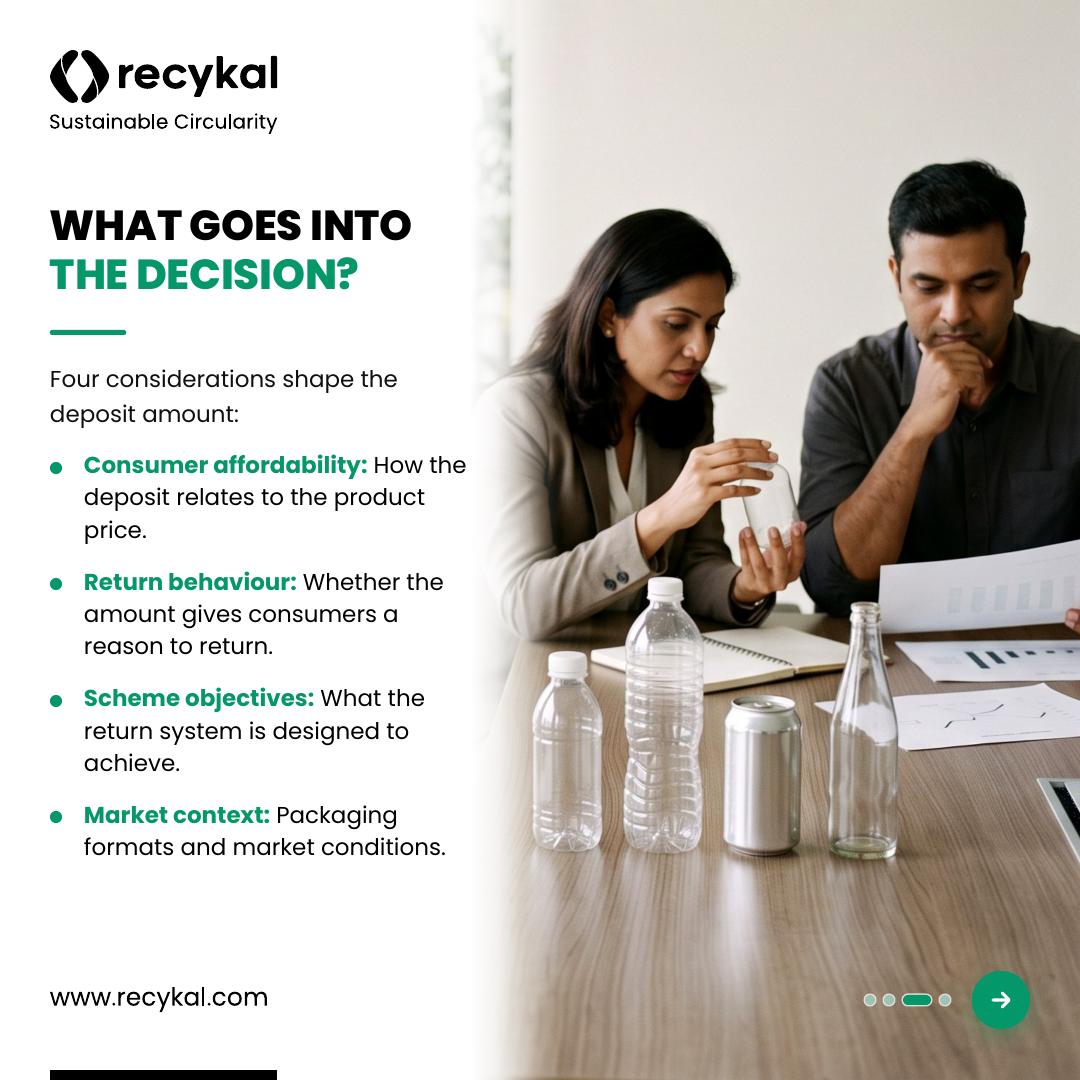 recykal
Sustainable Circularity
WHAT GOES INTO
THE DECISION?
Four considerations shape the
deposit amount:
Consumer affordability: How the
deposit relates to the product
price.
Return behaviour: Whether the
amount gives consumers a
reason to return.
Scheme objectives: What the
return system is designed to
achieve.
Market context: Packaging
formats and market conditions.
www.recykal.com